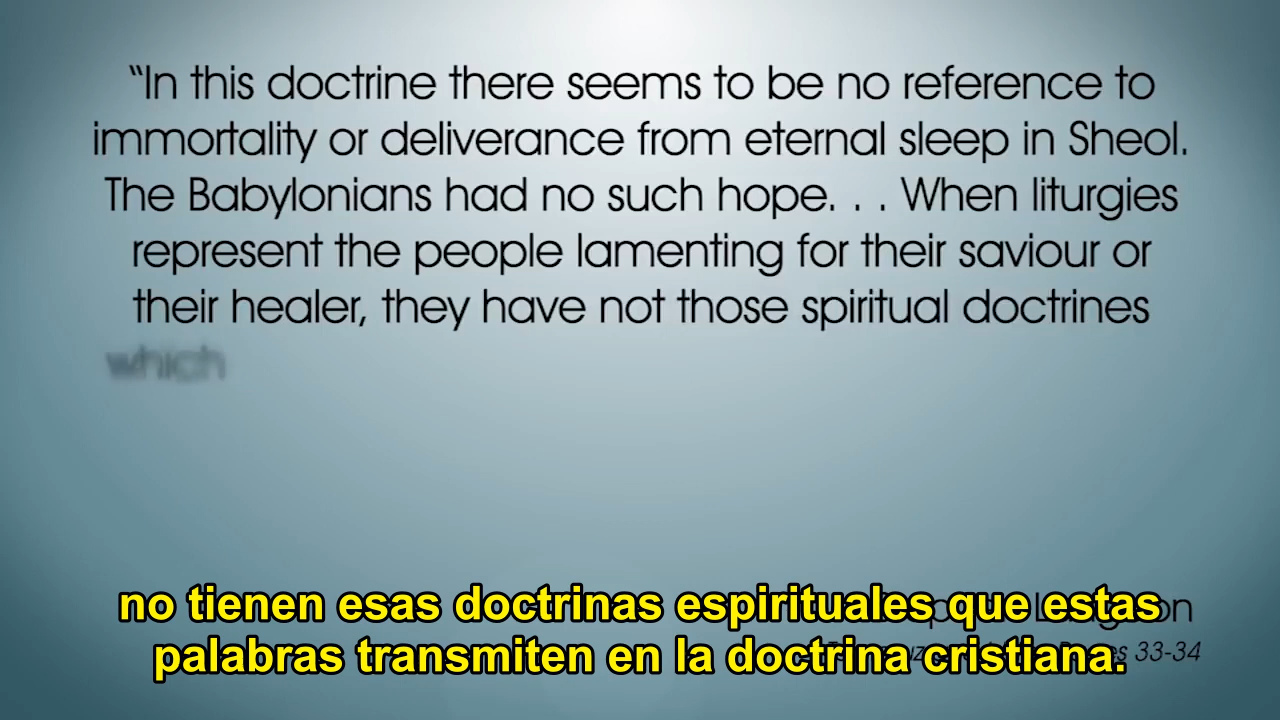 “In this doctrine there seems to be no reference to
immortality or deliverance from eternal sleep in Sheol.
The Babylonians had no such hope. . . When liturgies
represent the people lamenting for their saviour or
their healer, they have not those spiritual doctrines
which
no tienen esas doctrinas espirituales que estas
palabras transmiten en la doctrina cristiana.
33-34